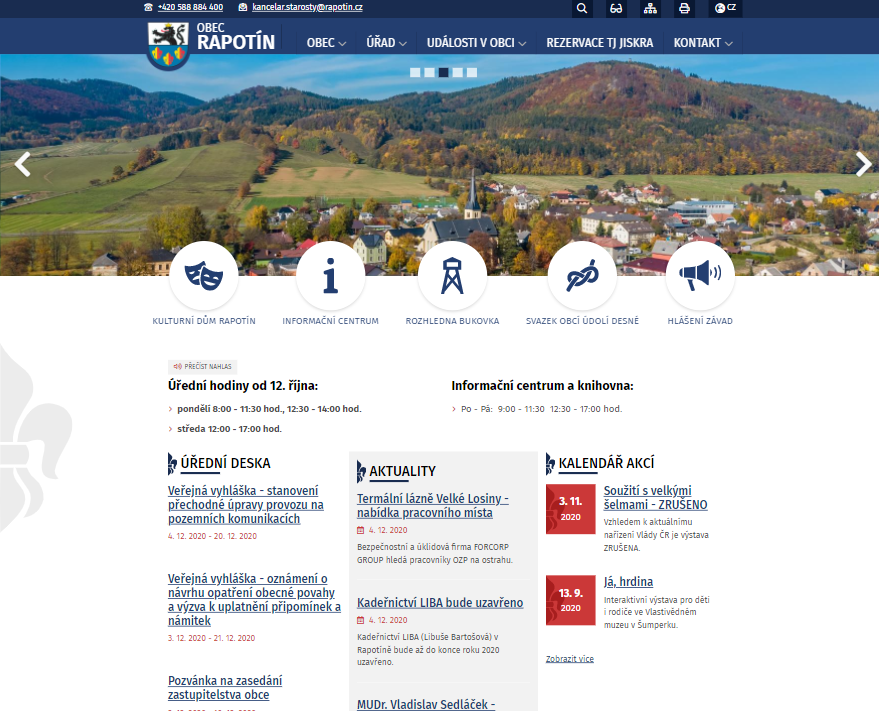 +420 588 884 400
kancelar.starosty@rapotín.cz
CZ
OBEC
RAPOTÍN
OBEC
ÚŘAD
UDÁLOSTI V OBCI
REZERVACE TJ JISKRA
KONTAKT
KULTURNÍ DŮM RAPOTÍN
INFORMAČNÍ CENTRUM
ROZHLEDNA BUKOVKA
SVAZEK OBCÍ ÚDOLÍ DESNÉ
HLÁŠENÍ ZÁVAD
PŘEČÍST NAHLAS
Úřední hodiny od 12. října:
pondělí 8:00 - 11:30 hod., 12:30 - 14:00 hod.
středa 12:00 - 17:00 hod.
Informační centrum a knihovna:
Po - Pá: 9:00 - 11:30 12:30 - 17:00 hod.
ÚŘEDNÍ DESKA
Veřejná vyhláška - stanovení
přechodné úpravy provozu na
pozemních komunikacích
4. 12. 2020 - 20. 12. 2020
Veřejná vyhláška - oznámení o
návrhu opatření obecné povahy
a výzva k uplatnění připomínek a
námitek
3. 12. 2020 - 21. 12. 2020
Pozvánka na zasedání
zastupitelstva obce
AKTUALITY
Termální lázně Velké Losiny -
nabídka pracovního místa
4. 12. 2020
Bezpečnostní a úklidová firma FORCORP
GROUP hledá pracovníky OZP na ostrahu.
Kadeřnictví LIBA bude uzavřeno
4. 12. 2020
Kadeřnictví LIBA (Libuše Bartošová) v
Rapotíně bude až do konce roku 2020
uzavřeno.
MUDr. Vladislav Sedláček -
KALENDÁŘ AKCÍ
3. 11.
2020
Soužití s velkými
šelmami - ZRUŠENO
Vzhledem k aktuálnímu
nařízení Vlády ČR je výstava
ZRUŠENA.
13. 9.
2020
Já, hrdina
Interaktivní výstava pro děti
i rodiče ve Vlastivědném
muzeu v Šumperku.
Zobrazit více